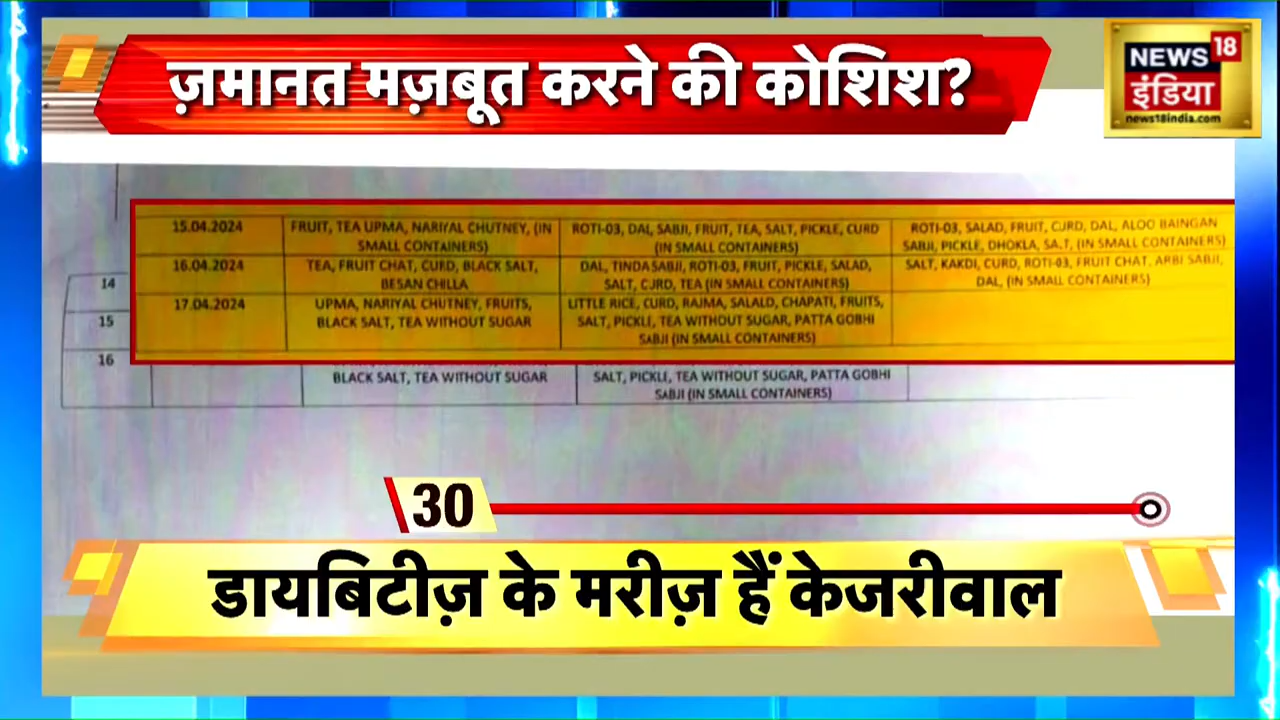 ज़मानत मज़बूत करने की कोशिश?
NEWS 18
इंडिया
news18india.com
15.04.2024
FRUIT, TEA UPMA, NARIYAL CHUTNEY, (IN
SMALL CONTAINERS)
ROTI-03, DAL, SABJI, FRUIT, TEA, SALT, PICKLE, CURD
(IN SMALL CONTAINERS)
ROTI-03, SALAD, FRUIT, CURD, DAL, ALOO BAINGAN
SABJI, PICKLE, DHOKLA, SA.T, (IN SMALL CONTAINERS)
14
16.04.2024
TEA, FRUIT CHAT, CURD, BLACK SALT,
BESAN CHILLA
DAL, TINDA SABJI, ROTI-03, FRUIT, PICKLE, SALAD,
SALT, CURD, TEA (IN SMALL CONTAINERS)
SALT, KAKDI, CURD, ROTI-03, FRUIT CHAT, ARBI SABJI,
DAL, (IN SMALL CONTAINERS)
15
17.04.2024
UPMA, NARIYAL CHUTNEY, FRUITS,
BLACK SALT, TEA WITHOUT SUGAR
LITTLE RICE, CURD, RAJMA, SALALD, CHAPATI, FRUITS,
SALT, PICKLE, TEA WITHOUT SUGAR, PATTA GOBHI
SABJI (IN SMALL CONTAINERS)
16
BLACK SALT, TEA WITHOUT SUGAR
SALT, PICKLE, TEA WITHOUT SUGAR, PATTA GOBHI
SABJI (IN SMALL CONTAINERS)
30
डायबिटीज़ के मरीज़ हैं केजरीवाल